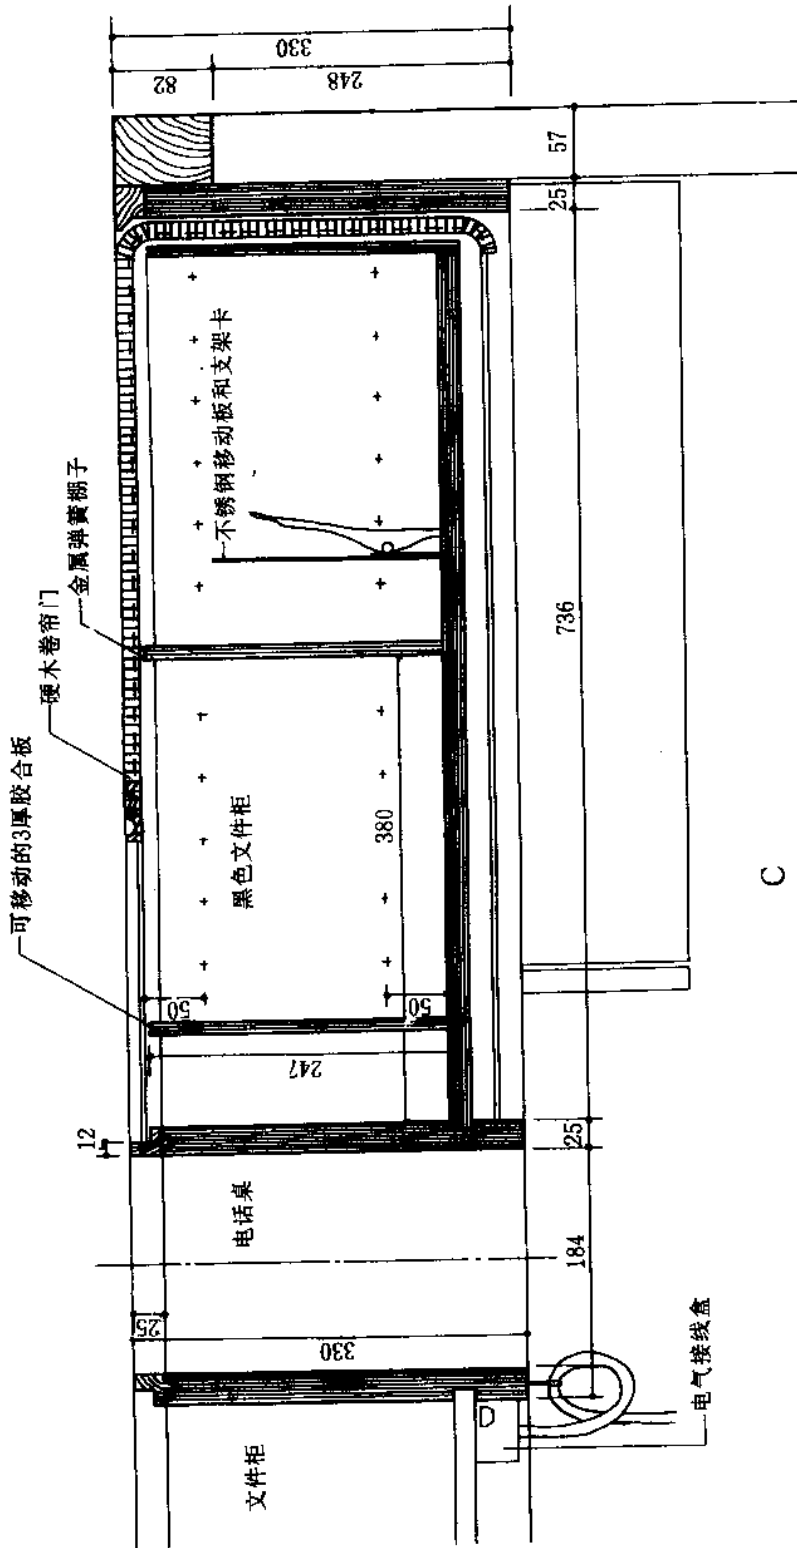 可移动的3厚胶合板
硬木卷帘门
金属弹簧棚子
不锈钢移动板和支架卡
黑色文件柜
电话桌
文件柜
电气接线盒
12
25
330
247
50
50
380
82
248
330
184
25
736
25
57
C